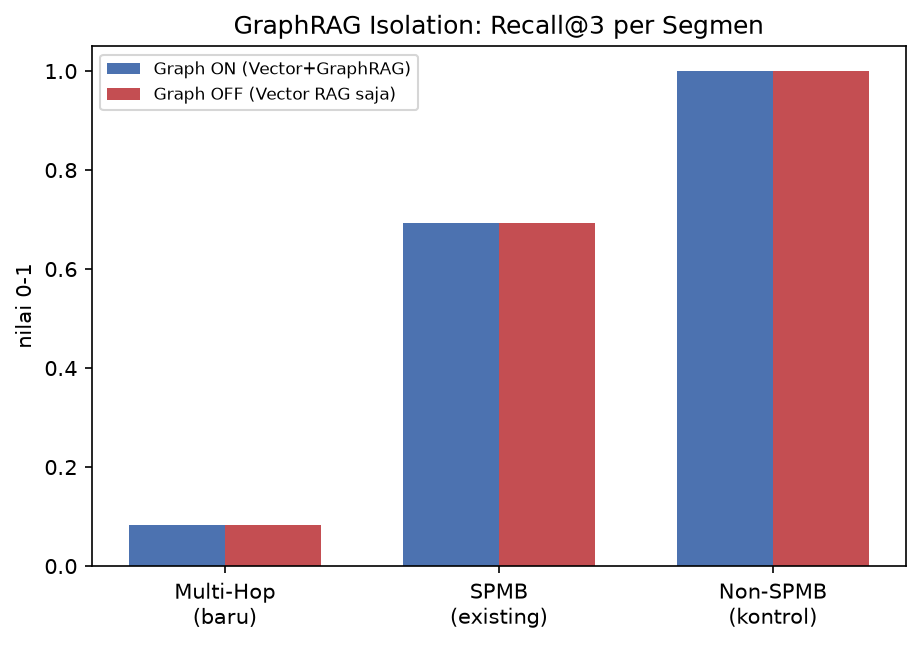 GraphRAG Isolation: Recall@3 per Segmen
Graph ON (Vector+GraphRAG)
Graph OFF (Vector RAG saja)
nilai 0-1
1.0
0.8
0.6
0.4
0.2
0.0
Multi-Hop
(baru)
SPMB
(existing)
Non-SPMB
(kontrol)